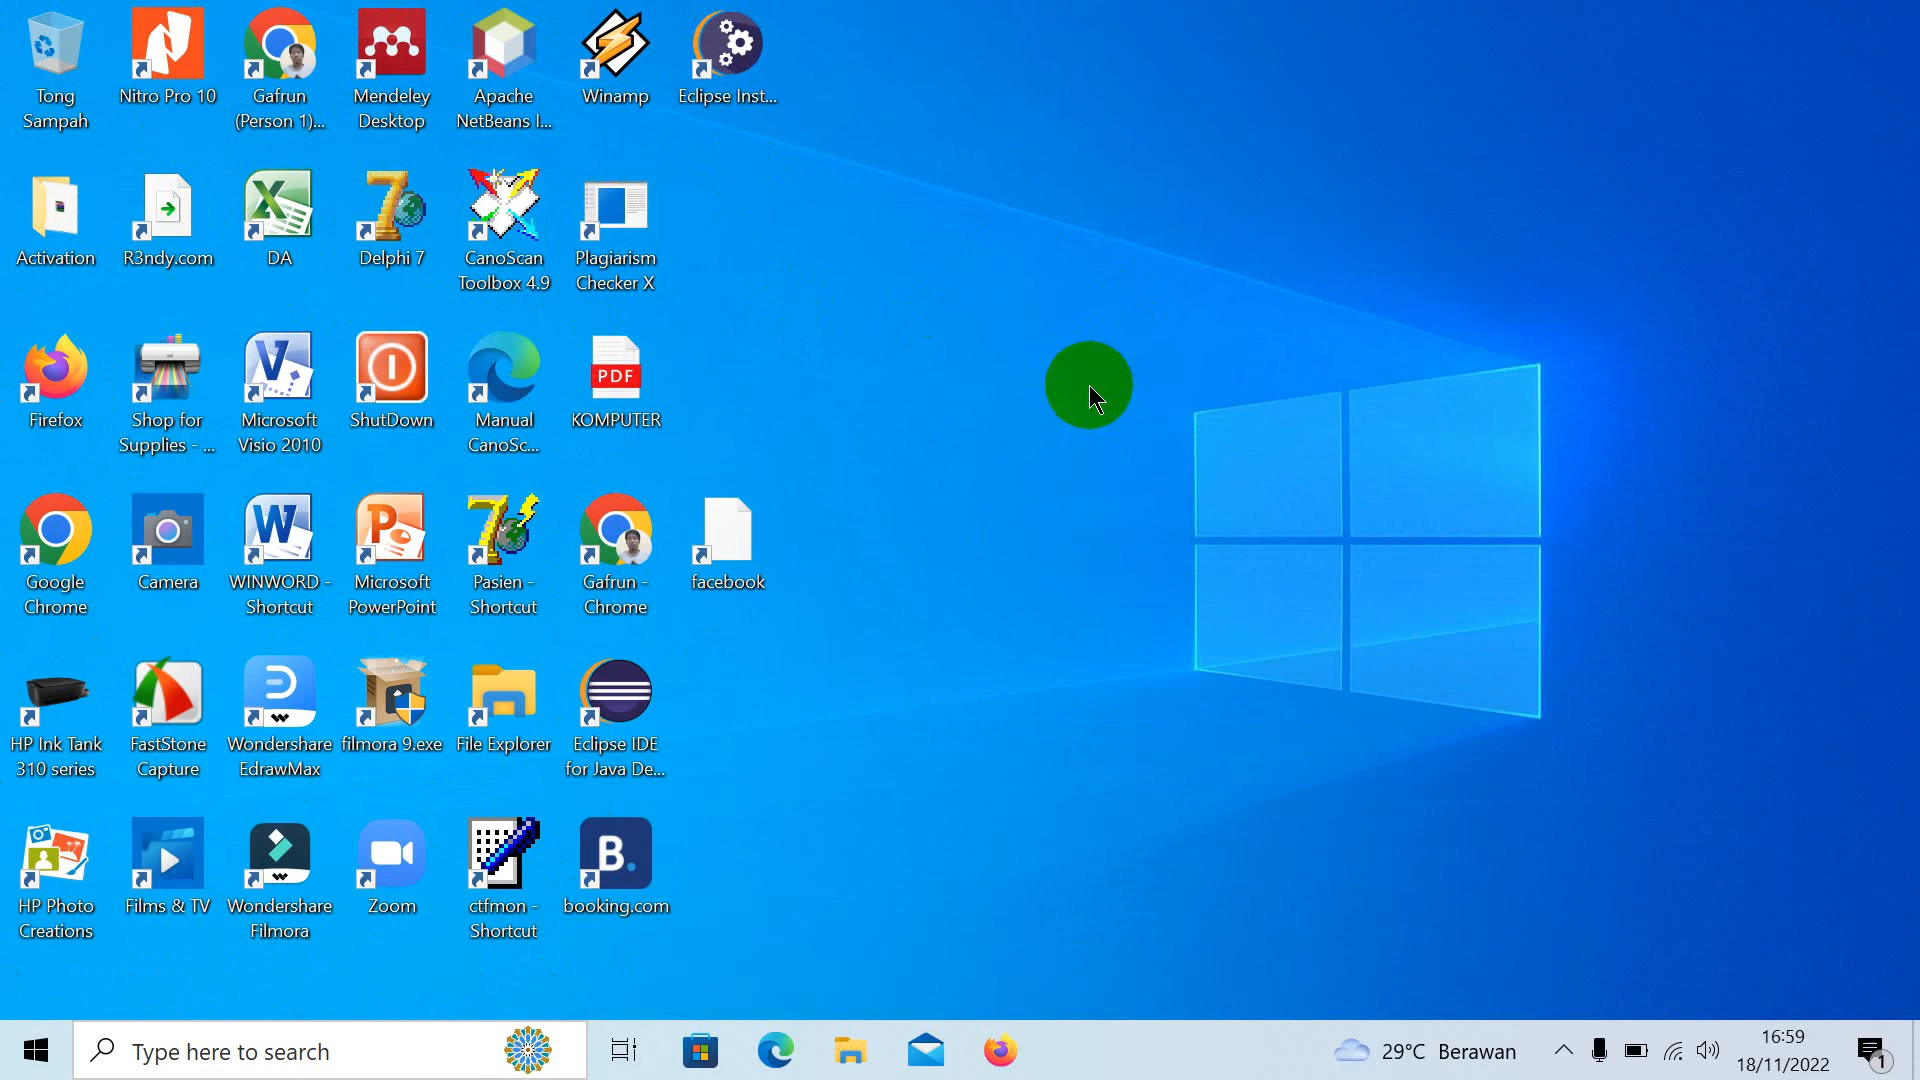 Tong
Sampah
Nitro Pro 10
Gafrun
(Person 1)...
Mendeley
Desktop
Apache
NetBeans I...
Winamp
Eclipse Inst...
Activation
R3ndy.com
DA
Delphi 7
CanoScan
Toolbox 4.9
Plagiarism
Checker X
Firefox
Shop for
Supplies - ...
Microsoft
Visio 2010
ShutDown
Manual
CanoSc...
PDF
KOMPUTER
Google
Chrome
Camera
WINWORD -
Shortcut
Microsoft
PowerPoint
Pasien -
Shortcut
Gafrun -
Chrome
facebook
HP Ink Tank
310 series
FastStone
Capture
Wondershare
EdrawMax
filmora 9.exe
File Explorer
Eclipse IDE
for Java De...
HP Photo
Creations
Films & TV
Wondershare
Filmora
Zoom
ctfmon -
Shortcut
B.
booking.com
Type here to search
29°C Berawan
16:59
18/11/2022
1